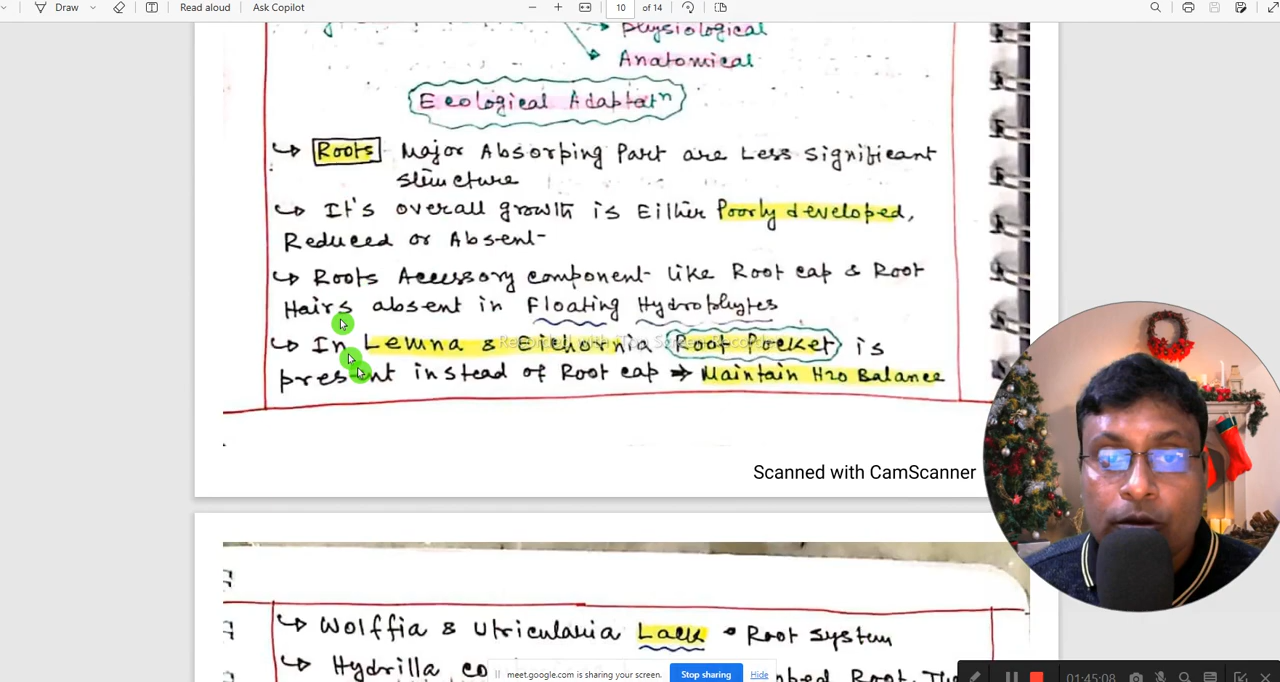 Draw
Read aloud
Ask Copilot
10 of 14
Physiological
Anatomical
Ecological Adaptatⁿ
Roots Major Absorping Part are Less significant
structure
It's overall growth is Either Poorly developed,
Reduced or Absent
Roots Accessory component like Root cap & Root
Hairs absent in Floating Hydrophytes
In Lemna & Eichornia Root Pocket is
present instead of Root cap → Maintain H2O Balance
Scanned with CamScanner
Wolffia & Utricularia Lack Root system
Hydrilla
meet.google.com is sharing your screen.
Stop sharing
Hide
01:45:08